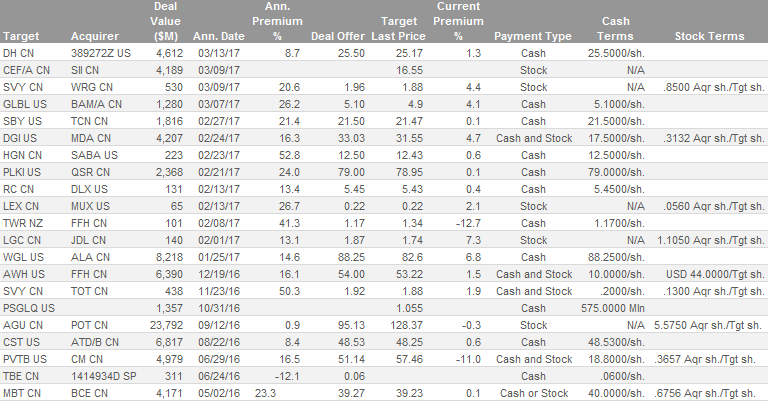 Deal Ann. Target Current
Value Premium Premium Cash
Target Acquirer ($M) Ann. Date % Deal Offer Last Price % Payment Type Terms Stock Terms
DH CN 389272Z US 4,612 03/13/17 8.7 25.50 25.17 1.3 Cash 25.5000/sh.
CEF/A CN SII CN 4,189 03/09/17 16.55 Stock N/A
SVY CN WRG CN 530 03/09/17 20.6 1.96 1.88 4.4 Stock N/A .8500 Aqr sh./Tgt sh.
GLBL US BAM/A CN 1,280 03/07/17 26.2 5.10 4.9 4.1 Cash 5.1000/sh.
SBY US TCN CN 1,816 02/27/17 21.4 21.50 21.47 0.1 Cash 21.5000/sh.
DGI US MDA CN 4,207 02/24/17 16.3 33.03 31.55 4.7 Cash and Stock 17.5000/sh. .3132 Aqr sh./Tgt sh.
HGN CN SABA US 223 02/23/17 52.8 12.50 12.43 0.6 Cash 12.5000/sh.
PLKI US QSR CN 2,368 02/21/17 24.0 79.00 78.95 0.1 Cash 79.0000/sh.
RC CN DLX US 131 02/13/17 13.4 5.45 5.43 0.4 Cash 5.4500/sh.
LEX CN MUX US 65 02/13/17 26.7 0.22 0.22 2.1 Stock N/A .0560 Aqr sh./Tgt sh.
TWR NZ FFH CN 101 02/08/17 41.3 1.17 1.34 -12.7 Cash 1.1700/sh.
LGC CN JDL CN 140 02/01/17 13.1 1.87 1.74 7.3 Stock N/A 1.1050 Aqr sh./Tgt sh.
WGL US ALA CN 8,218 01/25/17 14.6 88.25 82.6 6.8 Cash 88.2500/sh.
AWH US FFH CN 6,390 12/19/16 16.1 54.00 53.22 1.5 Cash and Stock 10.0000/sh. USD 44.0000/Tgt sh.
SVY CN TOT CN 438 11/23/16 50.3 1.92 1.88 1.9 Cash and Stock .2000/sh. .1300 Aqr sh./Tgt sh.
PSGLQ US 1,357 10/31/16 1.055 Cash 575.0000 Mln
AGU CN POT CN 23,792 09/12/16 0.9 95.13 128.37 -0.3 Stock N/A 5.5750 Aqr sh./Tgt sh.
CST US ATD/B CN 6,817 08/22/16 8.4 48.53 48.25 0.6 Cash 48.5300/sh.
PVTB US CM CN 4,979 06/29/16 16.5 51.14 57.46 -11.0 Cash and Stock 18.8000/sh. .3657 Aqr sh./Tgt sh.
TBE CN 1414934D SP 311 06/24/16 -12.1 0.06 Cash .0600/sh.
MBT CN BCE CN 4,171 05/02/16 23.3 39.27 39.23 0.1 Cash or Stock 40.0000/sh. .6756 Aqr sh./Tgt sh.